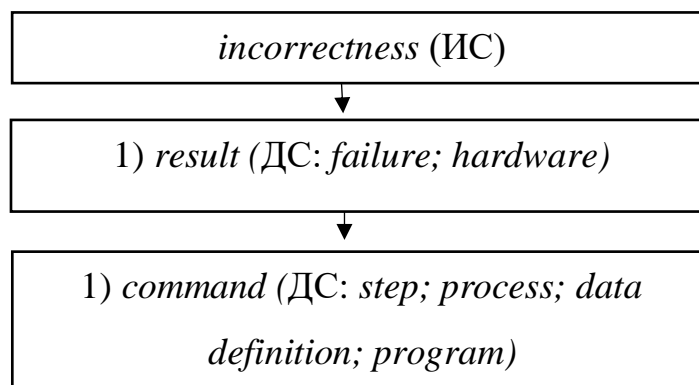 incorrectness (ИС)
1) result (ДС: failure; hardware)
1) command (ДС: step; process; data
definition; program)